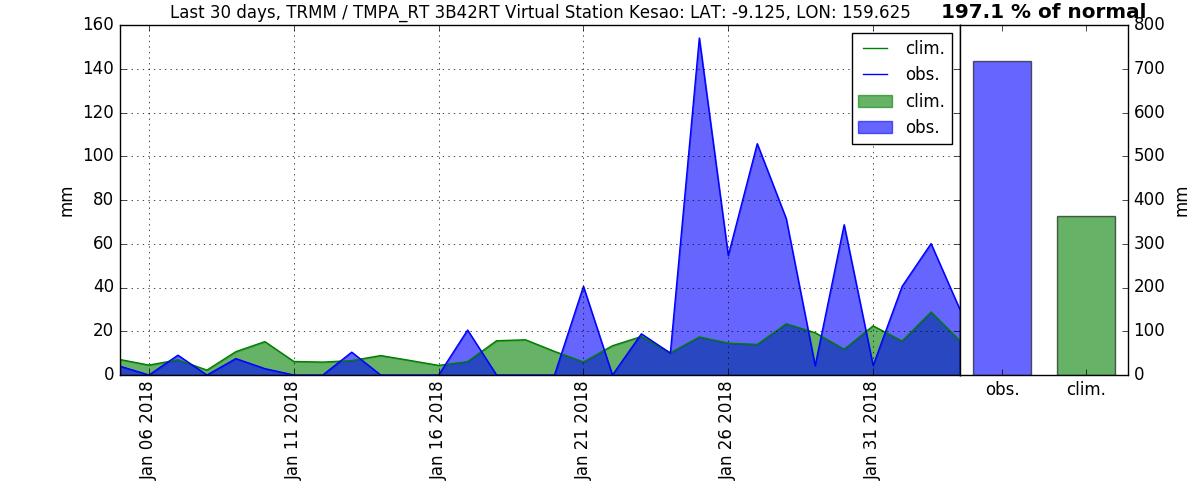 Last 30 days, TRMM / TMPA_RT 3B42RT Virtual Station Kesao: LAT: -9.125, LON: 159.625
197.1 % of normal
160
140
120
100
80
60
40
20
0
mm
clim.
obs.
clim.
obs.
800
700
600
500
400
300
200
100
0
mm
Jan 06 2018
Jan 11 2018
Jan 16 2018
Jan 21 2018
Jan 26 2018
Jan 31 2018
obs.
clim.